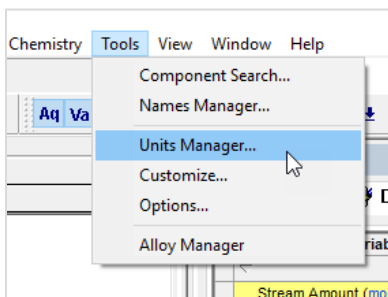 Chemistry Tools View Window Help
Component Search...
Names Manager...
Aq Va
Units Manager...
Customize...
Options...
Alloy Manager
Stream Amount (mo